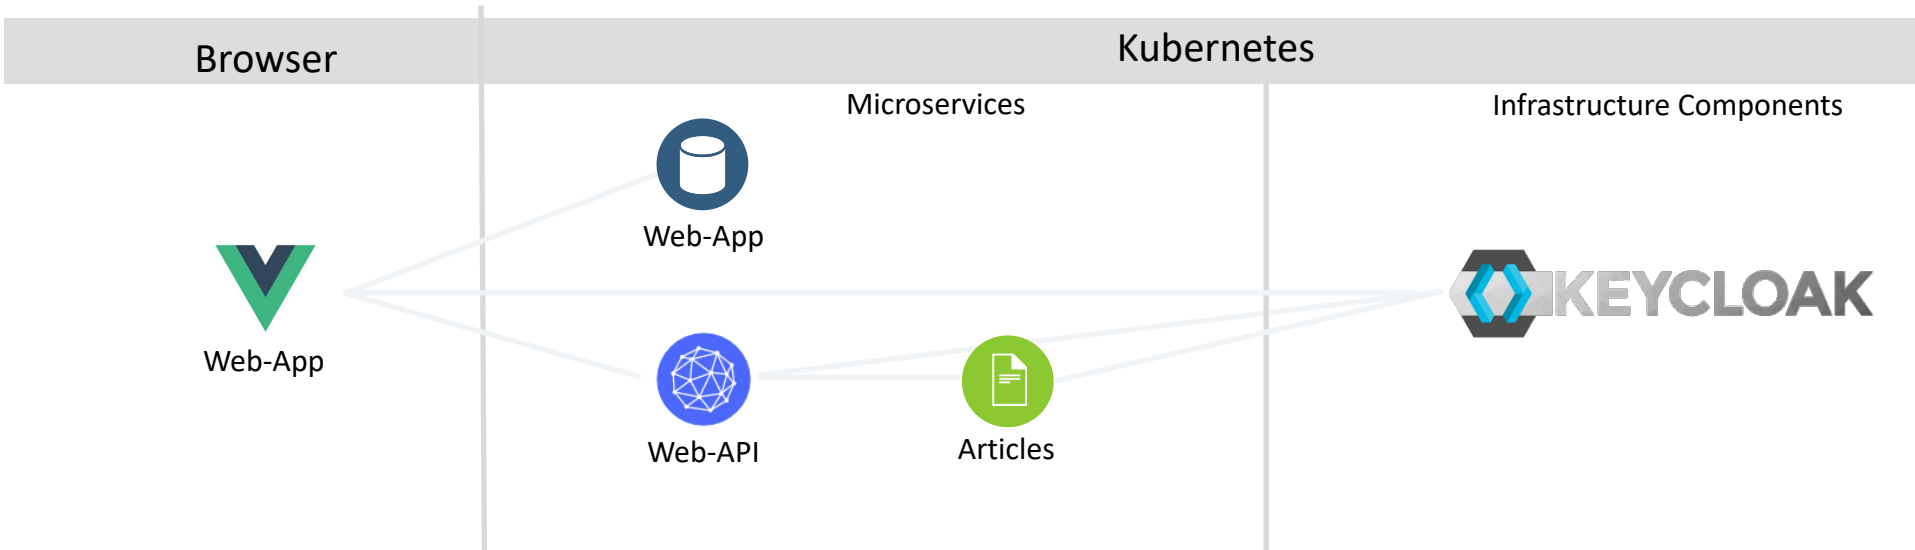 Browser
Kubernetes
Microservices
Infrastructure Components
Web-App
Web-App
KEYCLOAK
Web-API
Articles